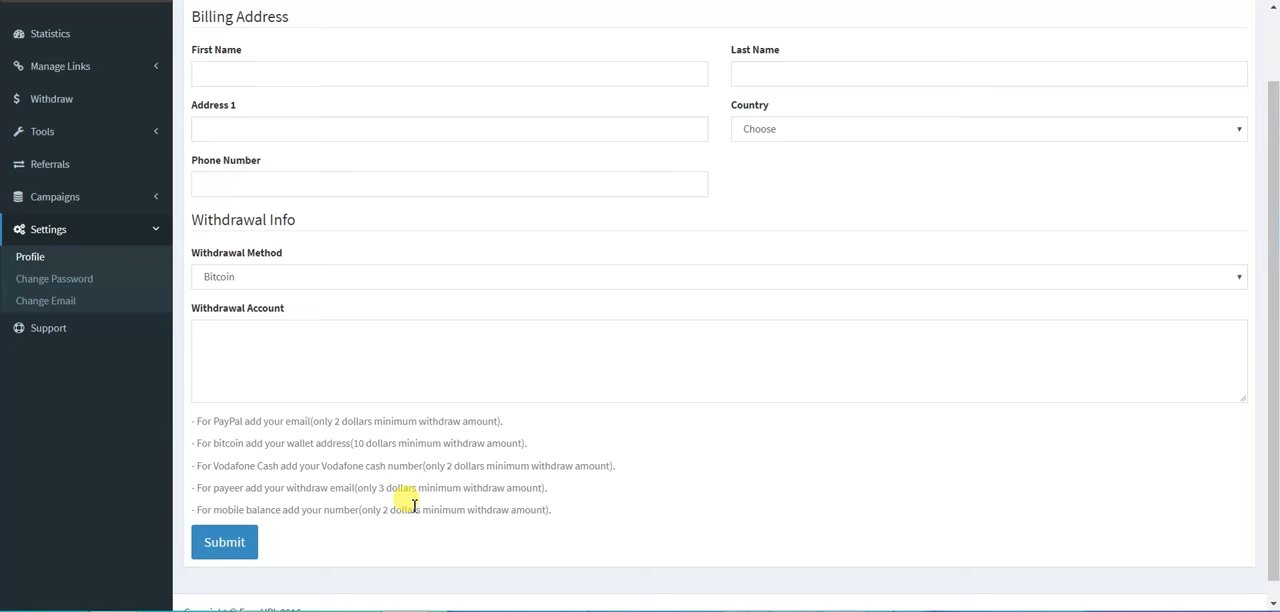 Billing Address
Statistics
First Name
Last Name
Manage Links
Withdraw
Address 1
Country
Choose
Tools
Phone Number
Referrals
Campaigns
Withdrawal Info
Settings
Withdrawal Method
Profile
Bitcoin
Change Password
Change Email
Withdrawal Account
Support
- For PayPal add your email(only 2 dollars minimum withdraw amount).
- For bitcoin add your wallet address(10 dollars minimum withdraw amount).
- For Vodafone Cash add your Vodafone cash number(only 2 dollars minimum withdraw amount).
- For payeer add your withdraw email(only 3 dollars minimum withdraw amount).
- For mobile balance add your number(only 2 dollars minimum withdraw amount).
Submit